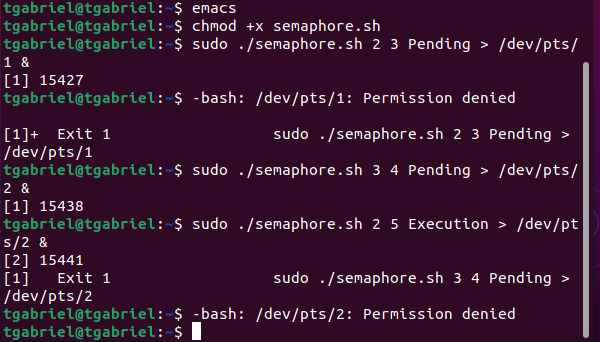 tgabriel@tgabriel:~$ emacs
tgabriel@tgabriel:~$ chmod +x semaphore.sh
tgabriel@tgabriel:~$ sudo ./semaphore.sh 2 3 Pending > /dev/pts/
1 &
[1] 15427
tgabriel@tgabriel:~$ -bash: /dev/pts/1: Permission denied
[1]+  Exit 1                  sudo ./semaphore.sh 2 3 Pending >
/dev/pts/1
tgabriel@tgabriel:~$ sudo ./semaphore.sh 3 4 Pending > /dev/pts/
2 &
[1] 15438
tgabriel@tgabriel:~$ sudo ./semaphore.sh 2 5 Execution > /dev/pt
s/2 &
[2] 15441
[1]   Exit 1                  sudo ./semaphore.sh 3 4 Pending >
/dev/pts/2
tgabriel@tgabriel:~$ -bash: /dev/pts/2: Permission denied
tgabriel@tgabriel:~$